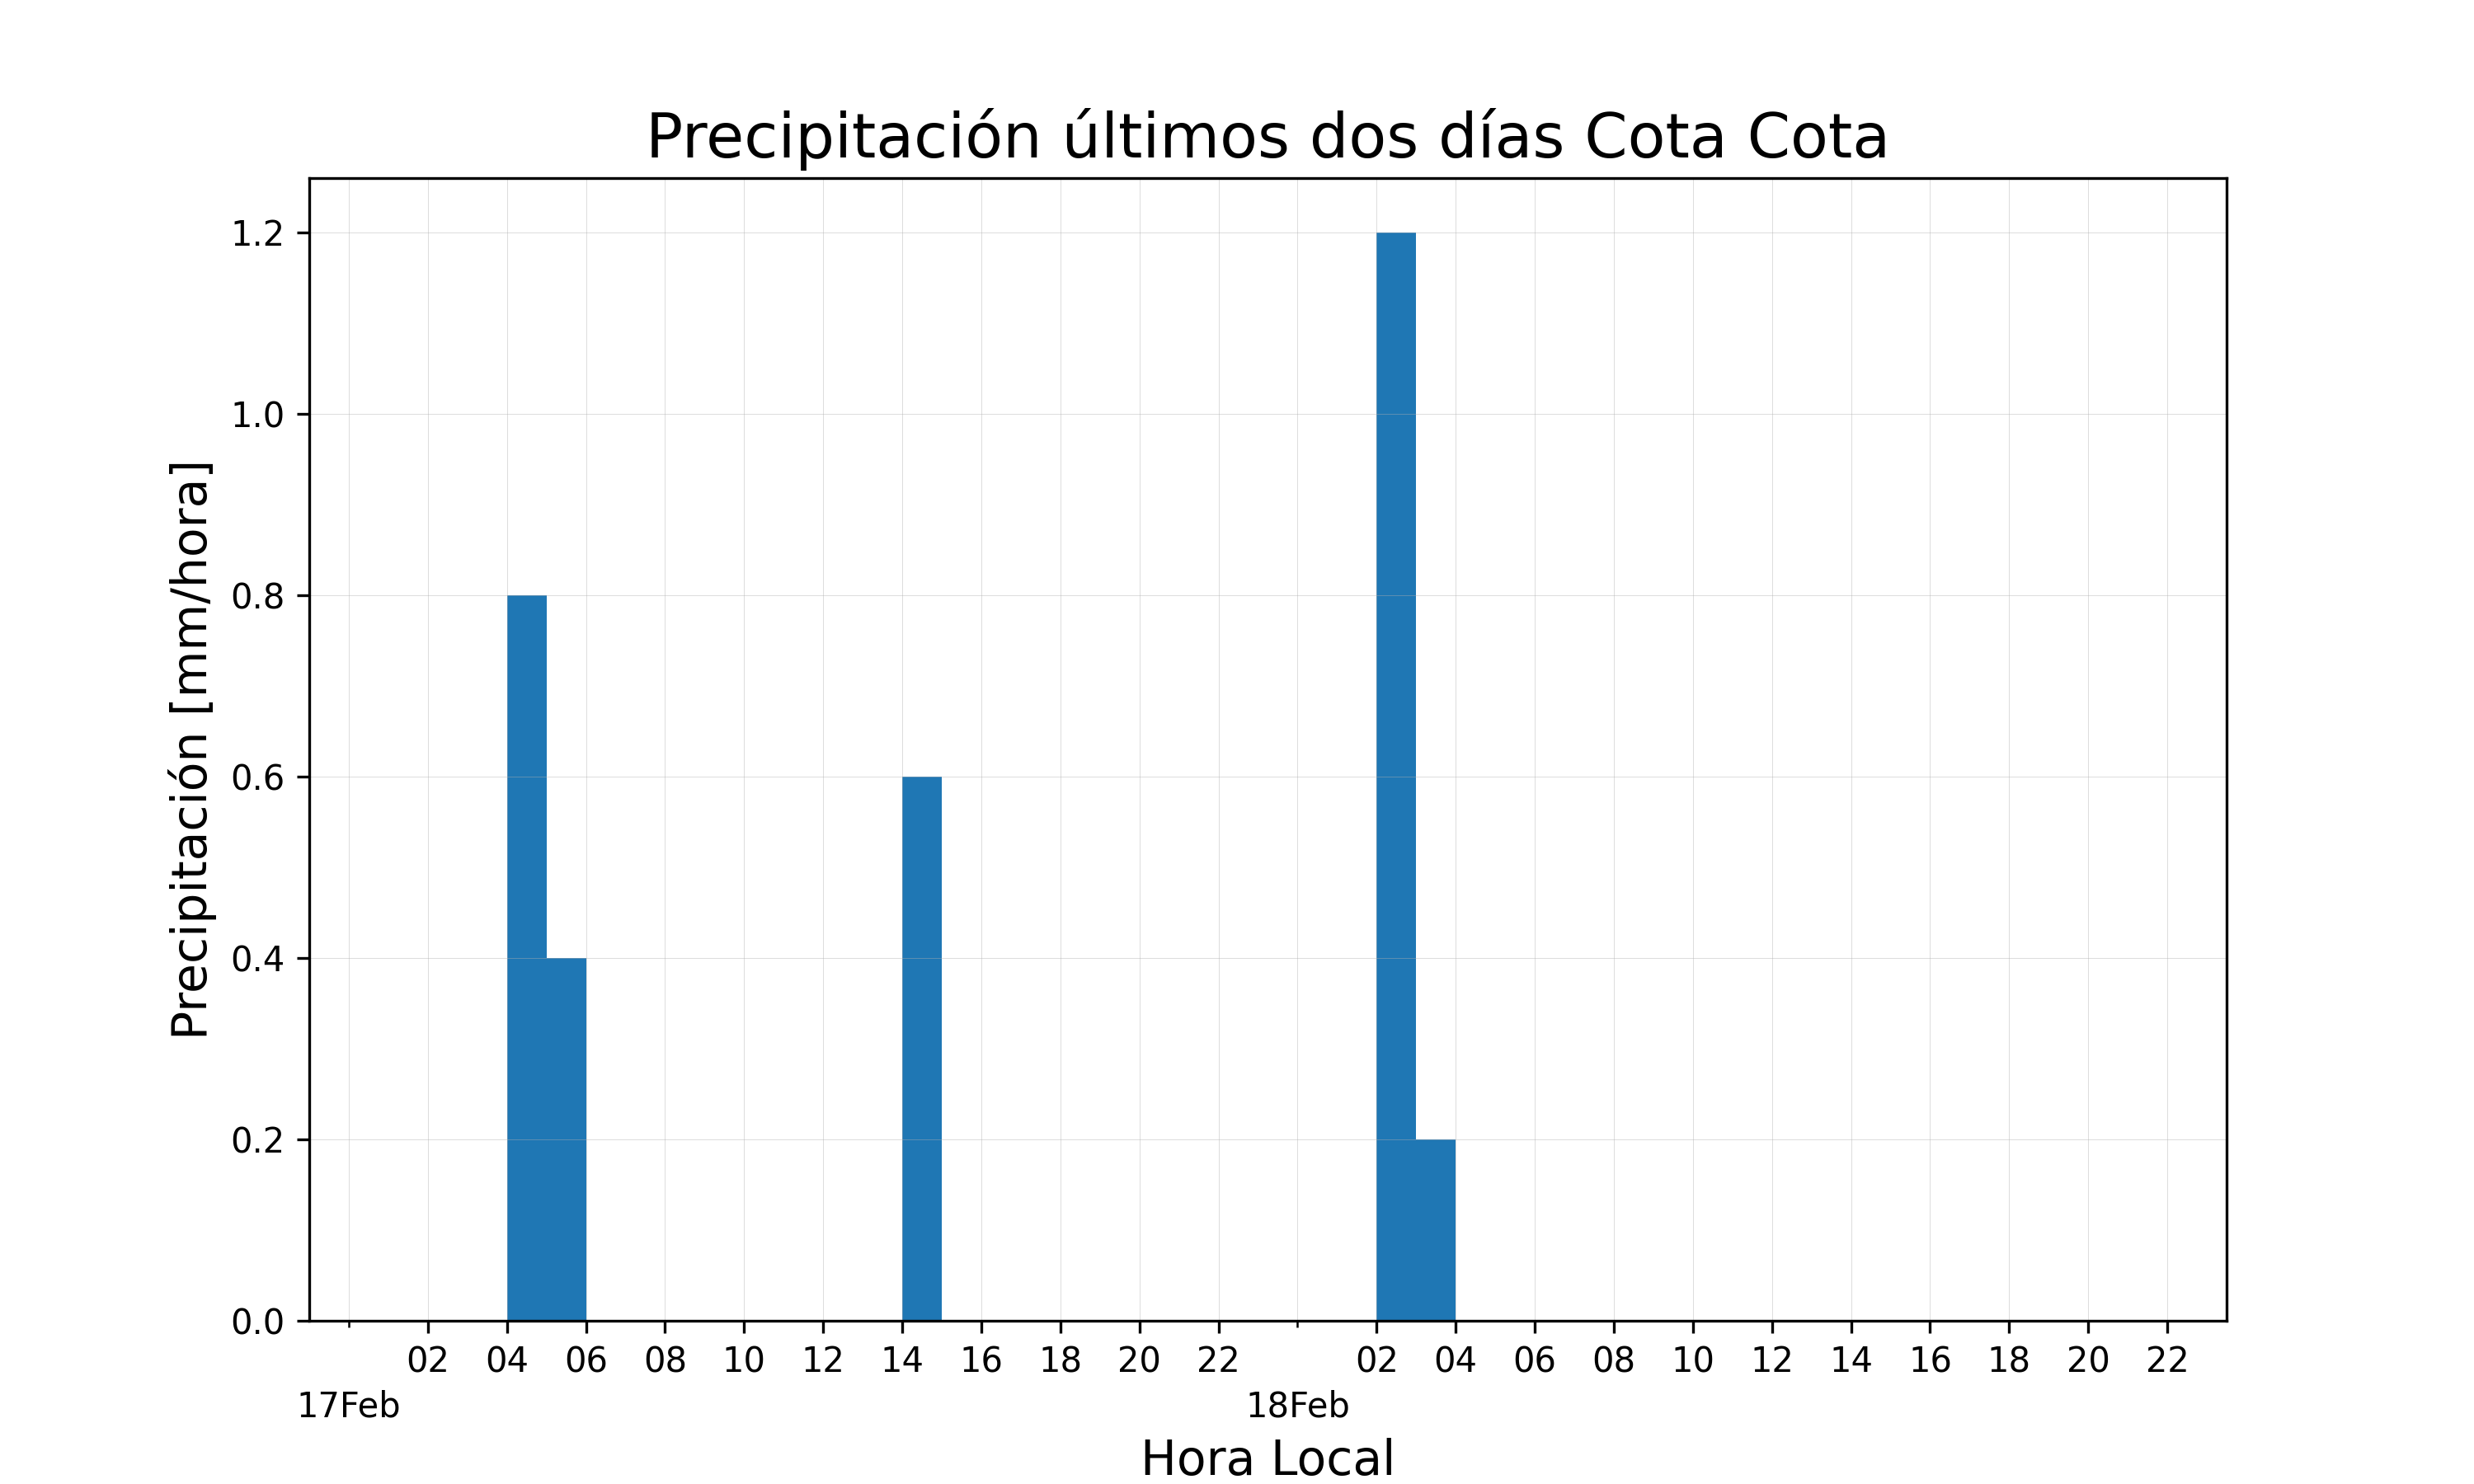 Precipitación últimos dos días Cota Cota
Precipitación [mm/hora]
1.2
1.0
0.8
0.6
0.4
0.2
0.0
02 04 06 08 10 12 14 16 18 20 22 02 04 06 08 10 12 14 16 18 20 22
17Feb 18Feb
Hora Local